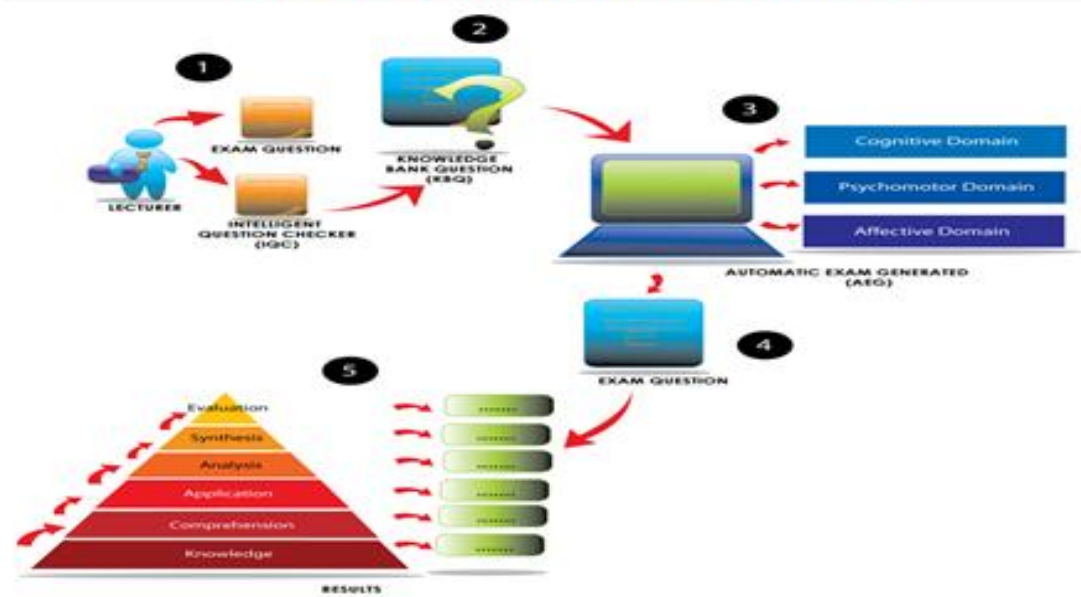 1
2
3
EXAM QUESTION
LECTURER
INTELLIGENT
QUESTION CHECKER
(IQC)
KNOWLEDGE
BANK QUESTION
(KBQ)
Cognitive Domain
Psychomotor Domain
Affective Domain
AUTOMATIC EXAM GENERATED
(AEG)
4
EXAM QUESTION
5
Evaluation
Synthesis
Analysis
Application
Comprehension
Knowledge
RESULTS